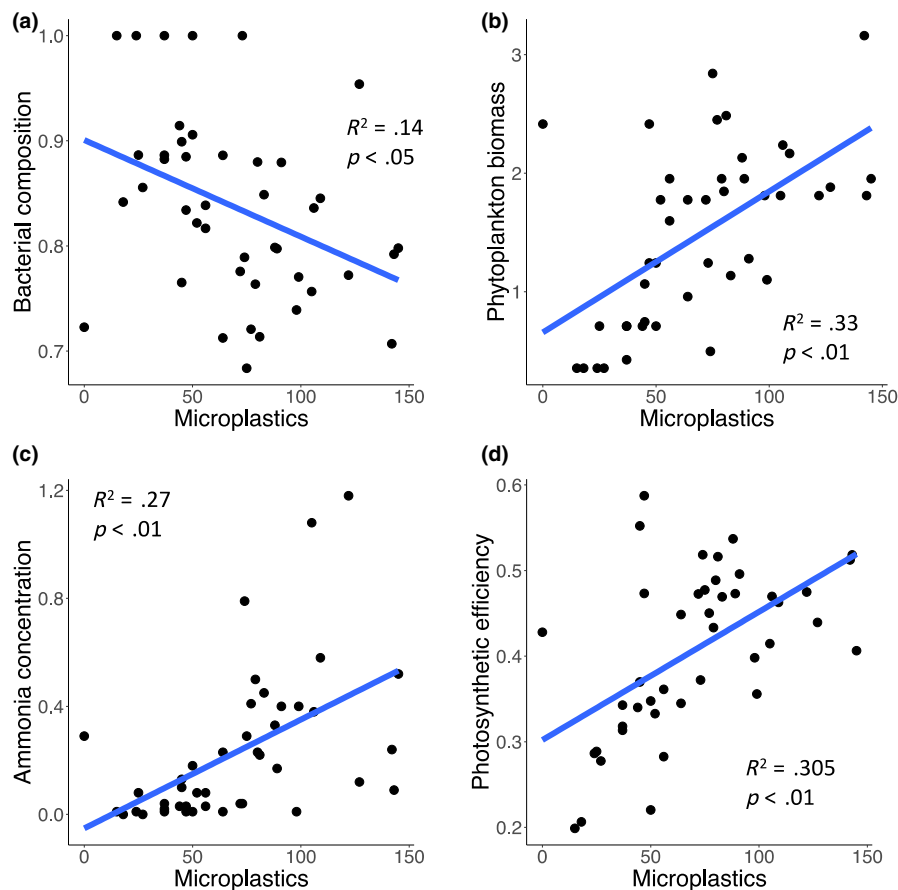 (a)
Bacterial composition
1.0
0.9
0.8
0.7
R² = .14
p < .05
0 50 100 150
Microplastics
(b)
Phytoplankton biomass
3
2
1
R² = .33
p < .01
0 50 100 150
Microplastics
(c)
Ammonia concentration
1.2
0.8
0.4
0.0
R² = .27
p < .01
0 50 100 150
Microplastics
(d)
Photosynthetic efficiency
0.6
0.5
0.4
0.3
0.2
R² = .305
p < .01
0 50 100 150
Microplastics